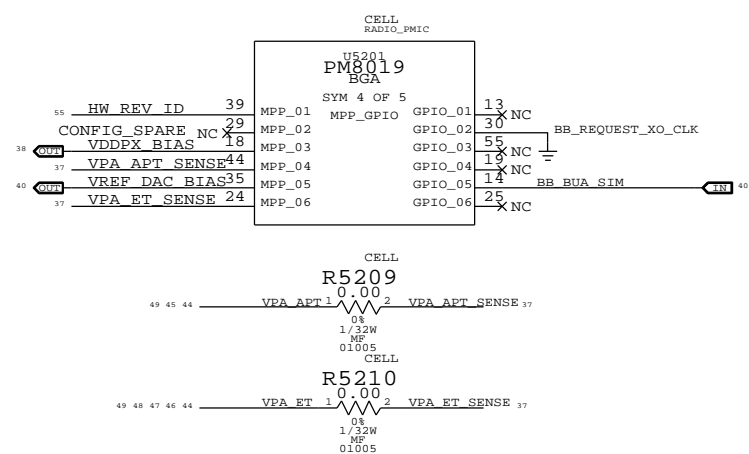 CELL
RADIO_PMIC
U5201
PM8019
BGA
SYM 4 OF 5
MPP_GPIO
55 HW_REV_ID 39 MPP_01 GPIO_01 13 NC
CONFIG_SPARE NC 29 MPP_02 GPIO_02 30 BB_REQUEST_XO_CLK
38 OUT VDDPX_BIAS 18 MPP_03 GPIO_03 55 NC
37 VPA_APT_SENSE 44 MPP_04 GPIO_04 19 NC
40 OUT VREF_DAC_BIAS 35 MPP_05 GPIO_05 14 BB_BUA_SIM IN 40
37 VPA_ET_SENSE 24 MPP_06 GPIO_06 25 NC
CELL
R5209
0.00
49 45 44 VPA_APT 1 2 VPA_APT_SENSE 37
0%
1/32W
MF
01005
CELL
R5210
0.00
49 48 47 46 44 VPA_ET 1 2 VPA_ET_SENSE 37
0%
1/32W
MF
01005